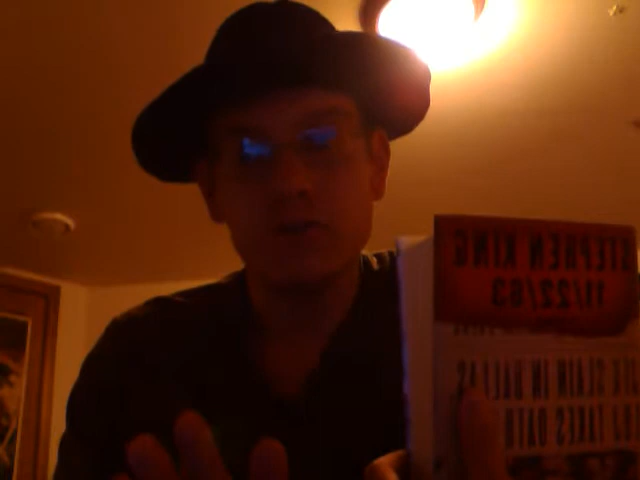 STEPHEN KING
11/22/63
SLAIN IN DALLAS
TAKES OATH